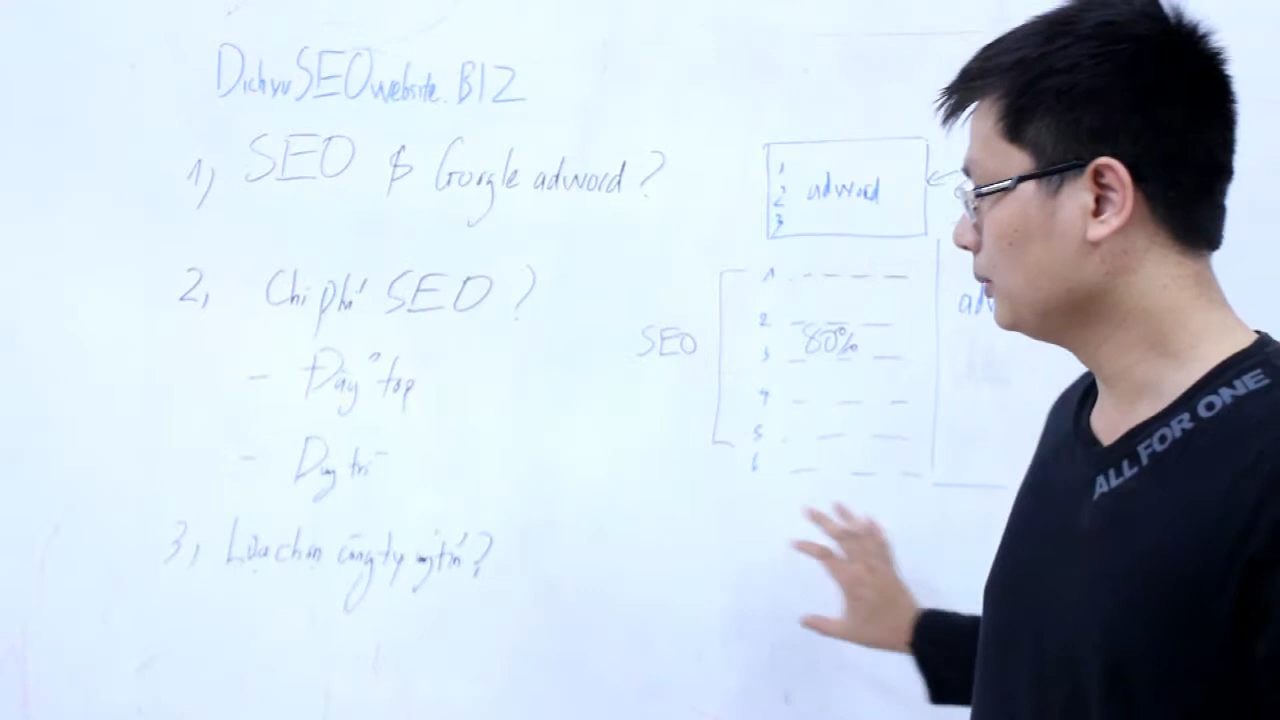 DichvuSEOwebsite.BIZ
1, SEO $ Google adword?
2, Chi phí SEO?
- Đẩy top
- Duy trì
3, Lựa chọn công ty uy tín?
1
2 adword
3
SEO
1
2
80%
3
4
5
6
ad
ALL FOR ONE